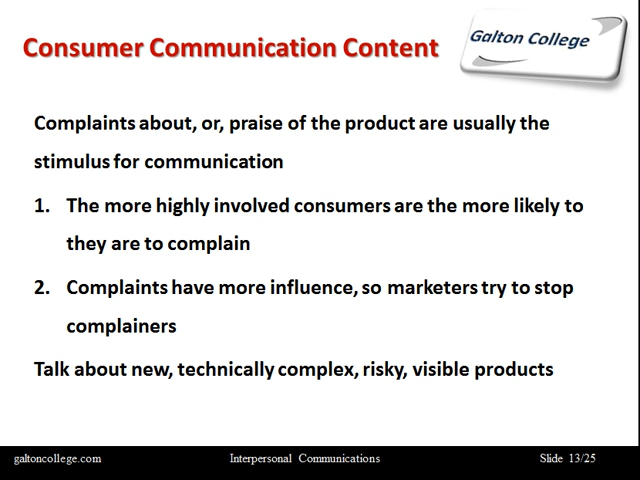 Consumer Communication Content
Galton College
Complaints about, or, praise of the product are usually the
stimulus for communication
1. The more highly involved consumers are the more likely to
they are to complain
2. Complaints have more influence, so marketers try to stop
complainers
Talk about new, technically complex, risky, visible products
galtoncollege.com
Interpersonal Communications
Slide 13/25